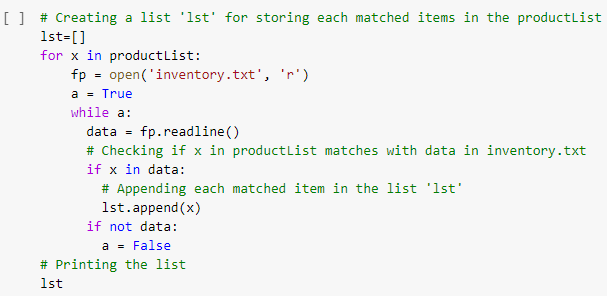 [ ] # Creating a list 'lst' for storing each matched items in the productList
lst=[]
for x in productList:
    fp = open('inventory.txt', 'r')
    a = True
    while a:
      data = fp.readline()
      # Checking if x in productList matches with data in inventory.txt
      if x in data:
        # Appending each matched item in the list 'lst'
        lst.append(x)
      if not data:
        a = False
# Printing the list
lst